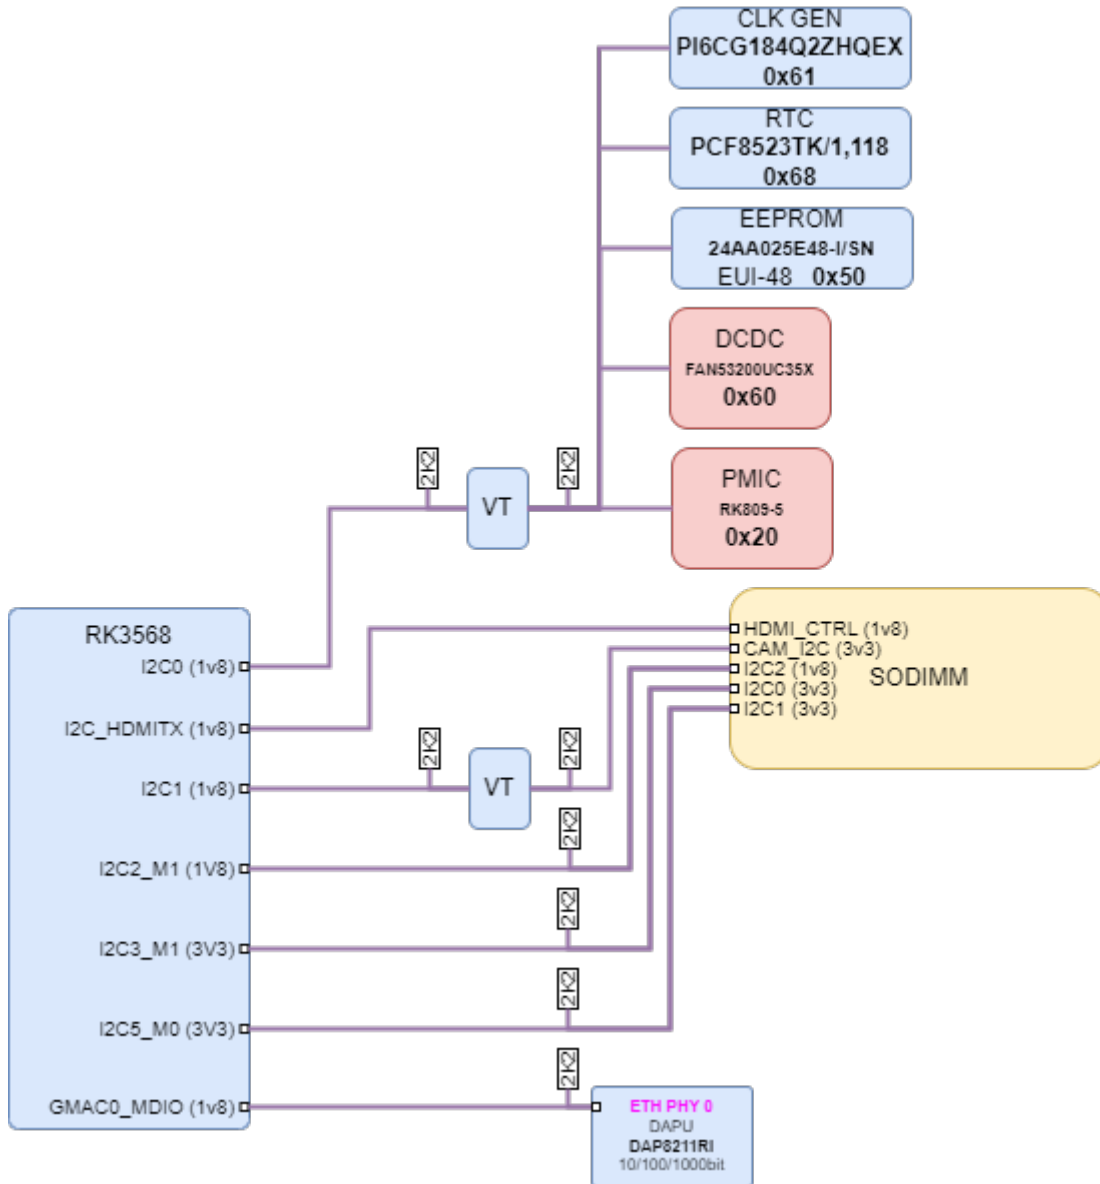 CLK GEN
PI6CG184Q2ZHQEX
0x61
RTC
PCF8523TK/1,118
0x68
EEPROM
24AA025E48-I/SN
EUI-48 0x50
DCDC
FAN53200UC35X
0x60
2K2
2K2
VT
PMIC
RK809-5
0x20
RK3568
I2C0 (1v8)
I2C_HDMITX (1v8)
I2C1 (1v8)
I2C2_M1 (1V8)
I2C3_M1 (3V3)
I2C5_M0 (3V3)
GMAC0_MDIO (1v8)
HDMI_CTRL (1v8)
CAM_I2C (3v3)
I2C2 (1v8)
I2C0 (3v3)
I2C1 (3v3)
SODIMM
2K2
2K2
VT
2K2
2K2
2K2
2K2
ETH PHY 0
DAPU
DAP8211RI
10/100/1000bit